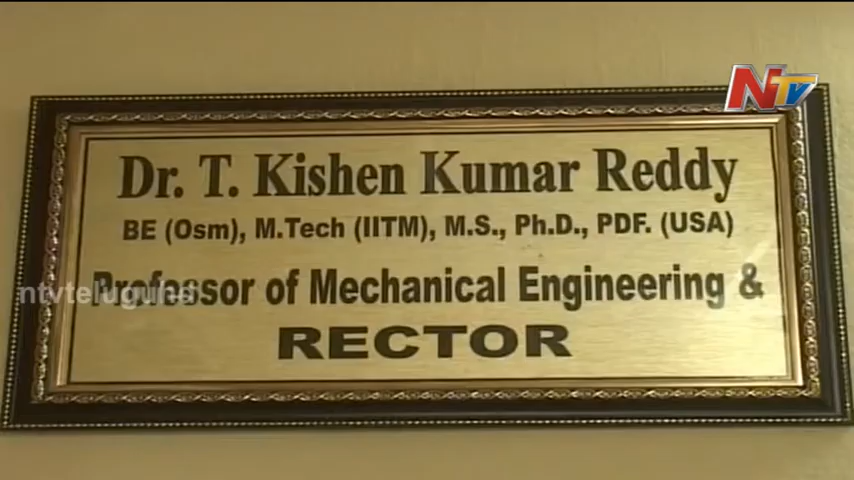 NTV
Dr. T. Kishen Kumar Reddy
BE (Osm), M.Tech (IITM), M.S., Ph.D., PDF. (USA)
Professor of Mechanical Engineering &
ntvtelugu
RECTOR